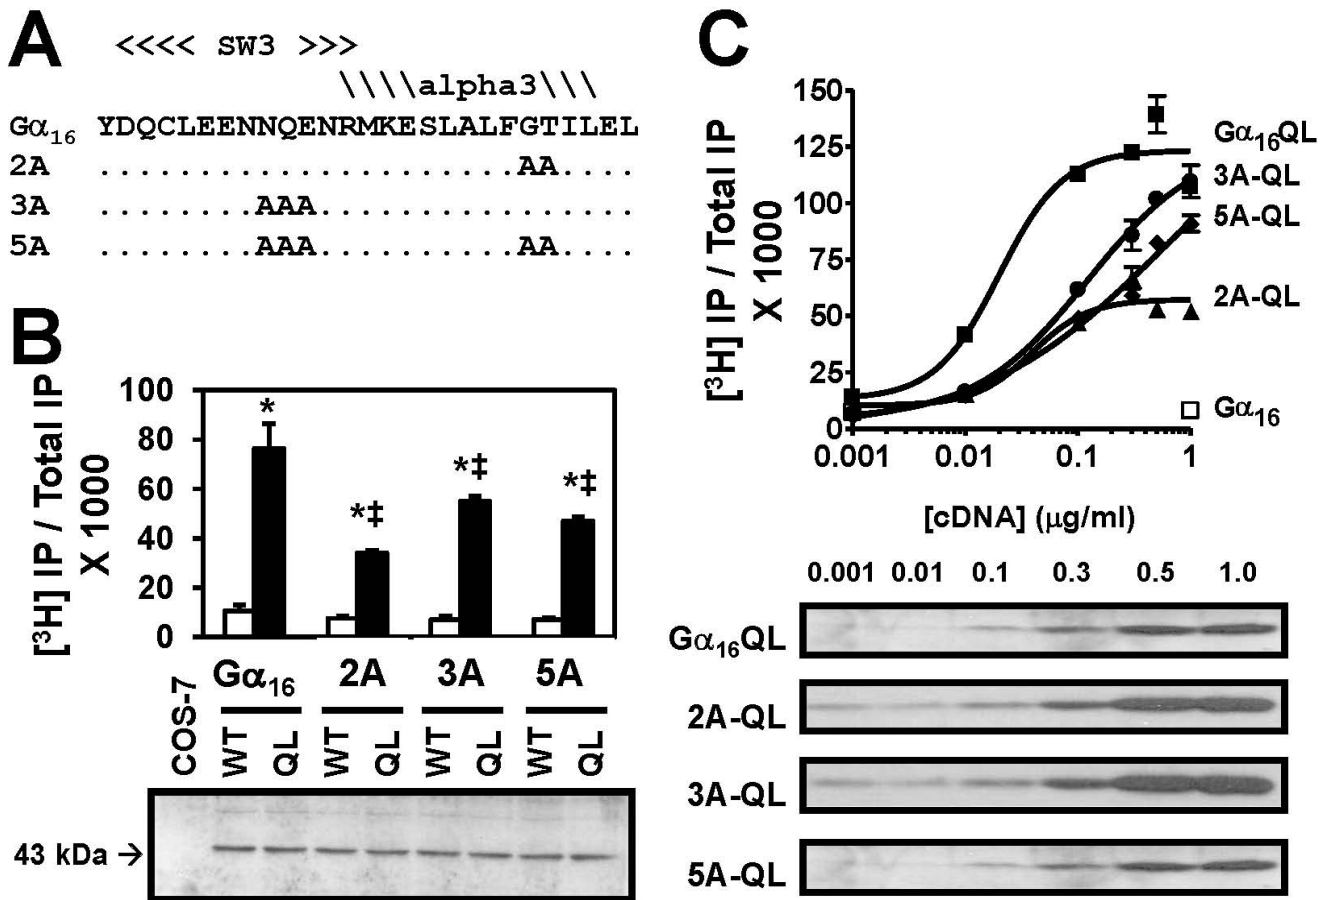 A
<<<< SW3 >>>
\\\\alpha3\\\
Gα16 YDQCLEENNQENRMKESLALFGTILEL
2A ......................AA....
3A ........AAA.................
5A ........AAA...........AA....
B
[³H] IP / Total IP
X 1000
100
80
60
40
20
0
*
*‡
*‡
*‡
Gα16 2A 3A 5A
COS-7 WT QL WT QL WT QL WT QL
43 kDa →
C
[³H] IP / Total IP
X 1000
150
125
100
75
50
25
0
Gα16QL
3A-QL
5A-QL
2A-QL
Gα16
0.001 0.01 0.1 1
[cDNA] (μg/ml)
0.001 0.01 0.1 0.3 0.5 1.0
Gα16QL
2A-QL
3A-QL
5A-QL